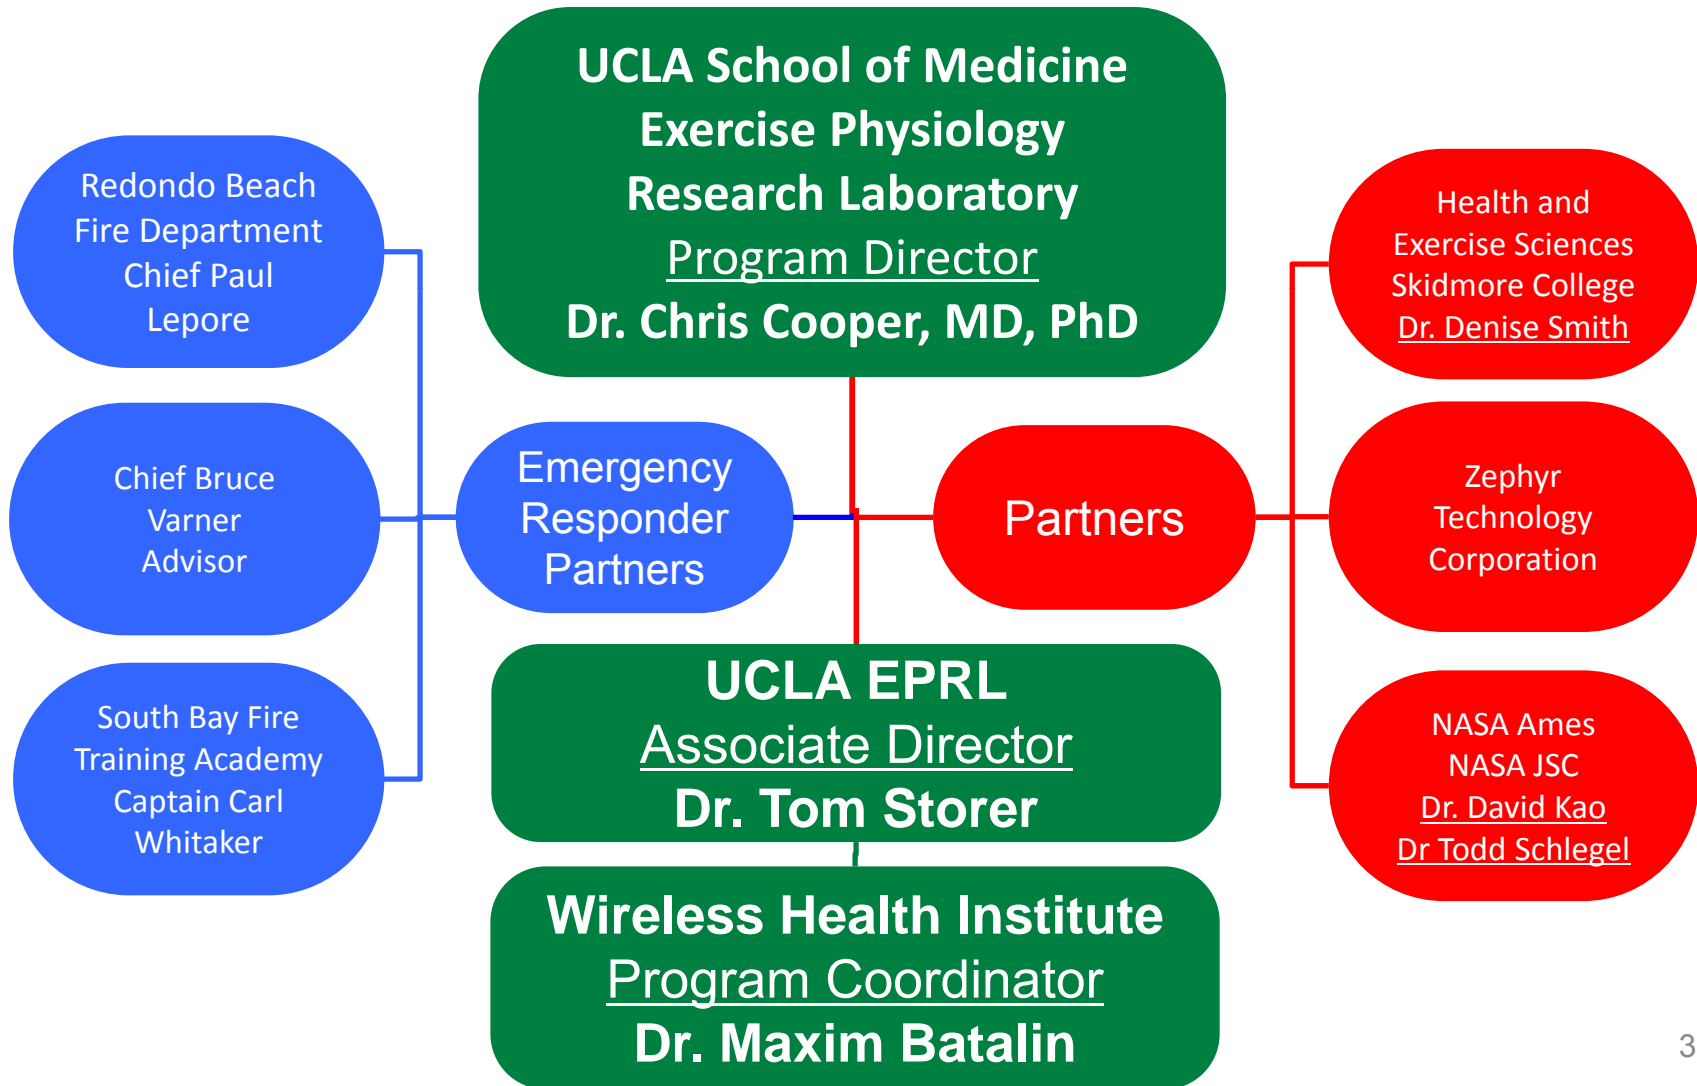 UCLA School of Medicine
Exercise Physiology
Research Laboratory
Program Director
Dr. Chris Cooper, MD, PhD
Redondo Beach
Fire Department
Chief Paul
Lepore
Chief Bruce
Varner
Advisor
South Bay Fire
Training Academy
Captain Carl
Whitaker
Emergency
Responder
Partners
Partners
Health and
Exercise Sciences
Skidmore College
Dr. Denise Smith
Zephyr
Technology
Corporation
NASA Ames
NASA JSC
Dr. David Kao
Dr Todd Schlegel
UCLA EPRL
Associate Director
Dr. Tom Storer
Wireless Health Institute
Program Coordinator
Dr. Maxim Batalin
3